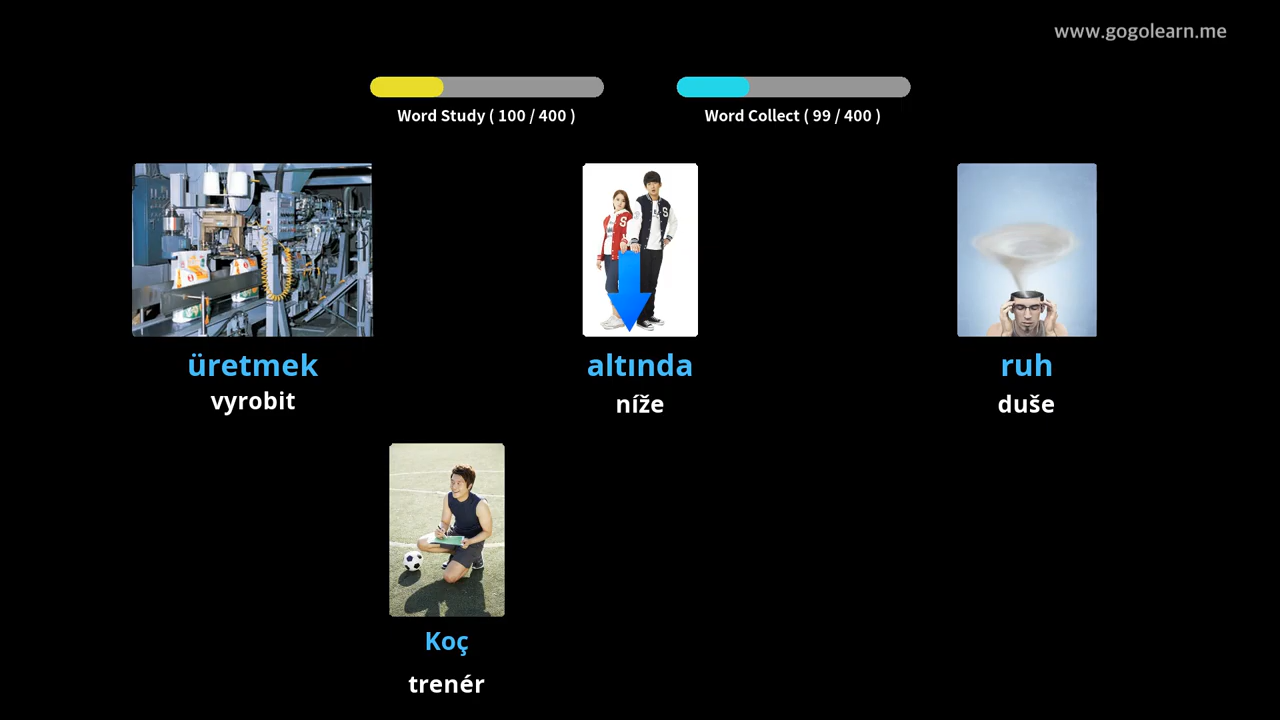 www.gogolearn.me
Word Study ( 100 / 400 )
Word Collect ( 99 / 400 )
üretmek
vyrobit
altında
níže
ruh
duše
Koç
trenér